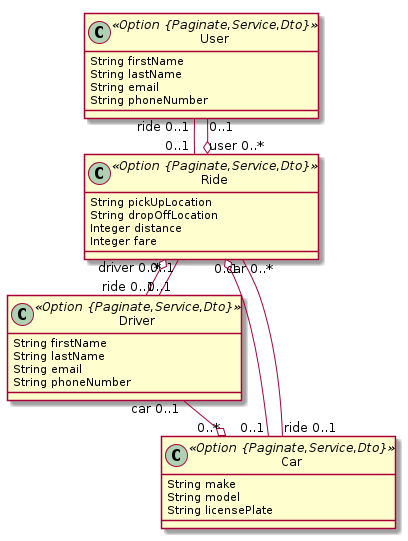 C «Option {Paginate,Service,Dto}»
User
String firstName
String lastName
String email
String phoneNumber
ride 0..1 0..1
0..1 user 0..*
C «Option {Paginate,Service,Dto}»
Ride
String pickUpLocation
String dropOffLocation
Integer distance
Integer fare
driver 0..* 0..1 0..1 car 0..*
ride 0..1 0..1
C «Option {Paginate,Service,Dto}»
Driver
String firstName
String lastName
String email
String phoneNumber
car 0..1
0..* 0..1 ride 0..1
C «Option {Paginate,Service,Dto}»
Car
String make
String model
String licensePlate